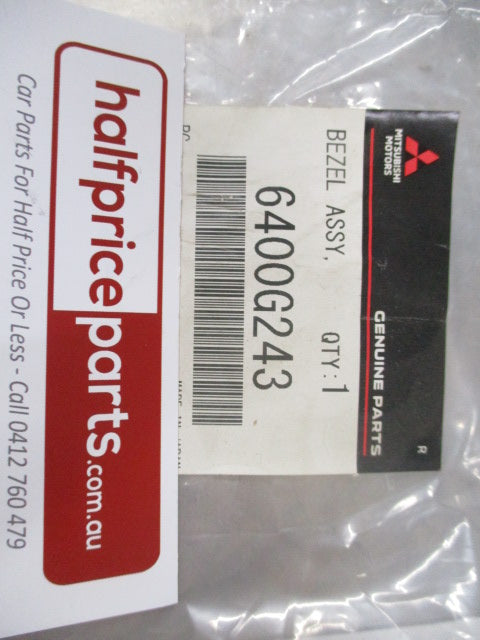 MITSUBISHI
MOTORS
GENUINE PARTS
R
BEZEL ASSY,
QTY:1
6400G243
halfpriceparts.com.au
Car Parts For Half Price Or Less - Call 0412 760 479